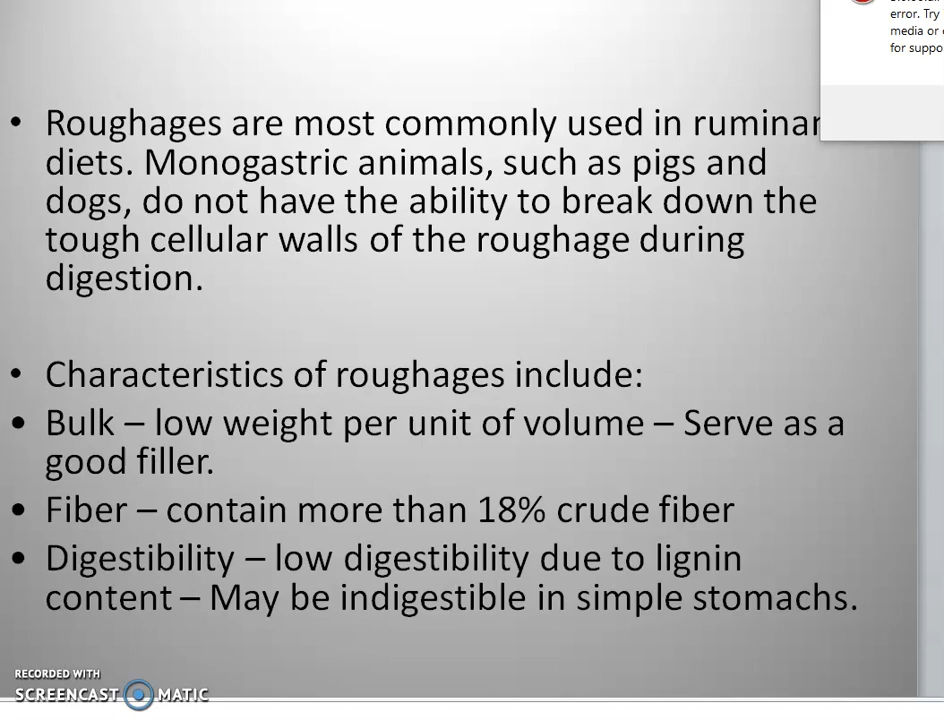 error. Try
media or
for suppo
• Roughages are most commonly used in ruminan
diets. Monogastric animals, such as pigs and
dogs, do not have the ability to break down the
tough cellular walls of the roughage during
digestion.
• Characteristics of roughages include:
• Bulk – low weight per unit of volume – Serve as a
good filler.
• Fiber – contain more than 18% crude fiber
• Digestibility – low digestibility due to lignin
content – May be indigestible in simple stomachs.
RECORDED WITH
SCREENCAST MATIC